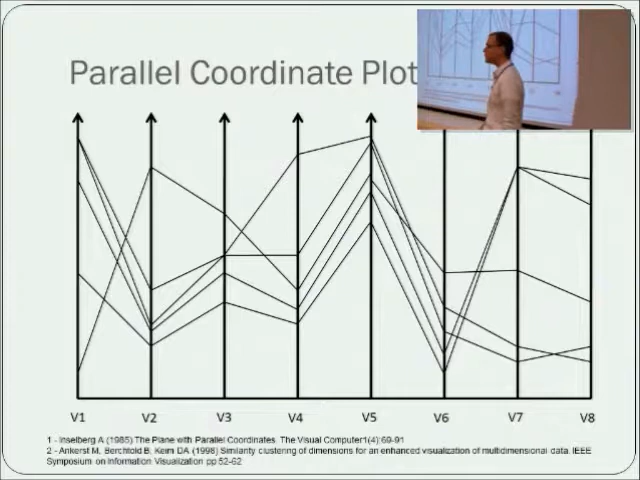 Parallel Coordinate Plot
V1 V2 V3 V4 V5 V6 V7 V8
1 - Inselberg A (1985) The Plane with Parallel Coordinates. The Visual Computer1(4):69-91
2 - Ankerst M, Berchtold B, Keim DA (1998) Similarity clustering of dimensions for an enhanced visualization of multidimensional data. IEEE
Symposium on Information Visualization pp 52-62